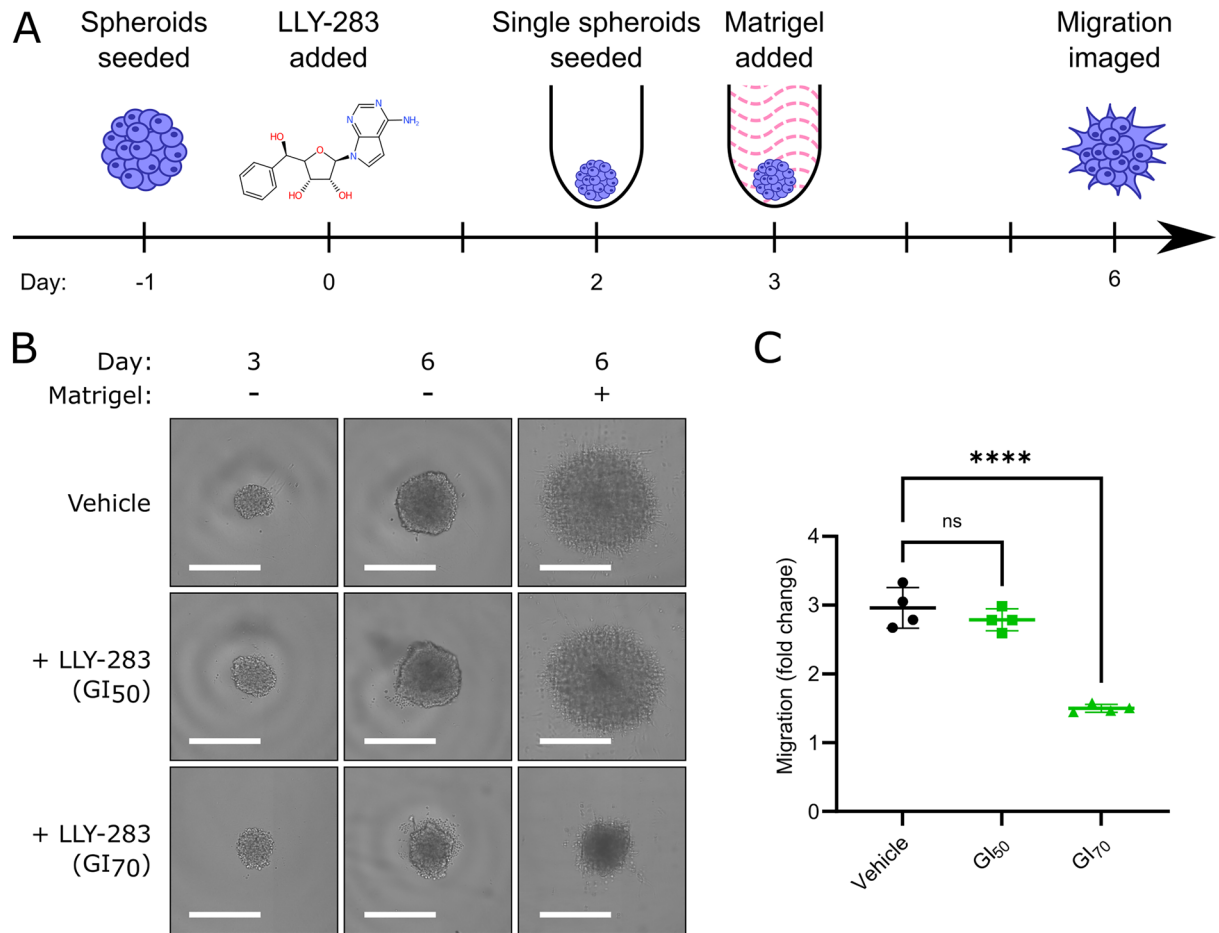 A
Spheroids
seeded
LLY-283
added
Single spheroids
seeded
Matrigel
added
Migration
imaged
HO
O
N
N
N
NH₂
HO
OH
Day:
-1
0
2
3
6
B
Day:
3
6
6
Matrigel:
-
-
+
Vehicle
+ LLY-283
(GI50)
+ LLY-283
(GI70)
C
****
ns
Migration (fold change)
4
3
2
1
0
Vehicle
GI50
GI70